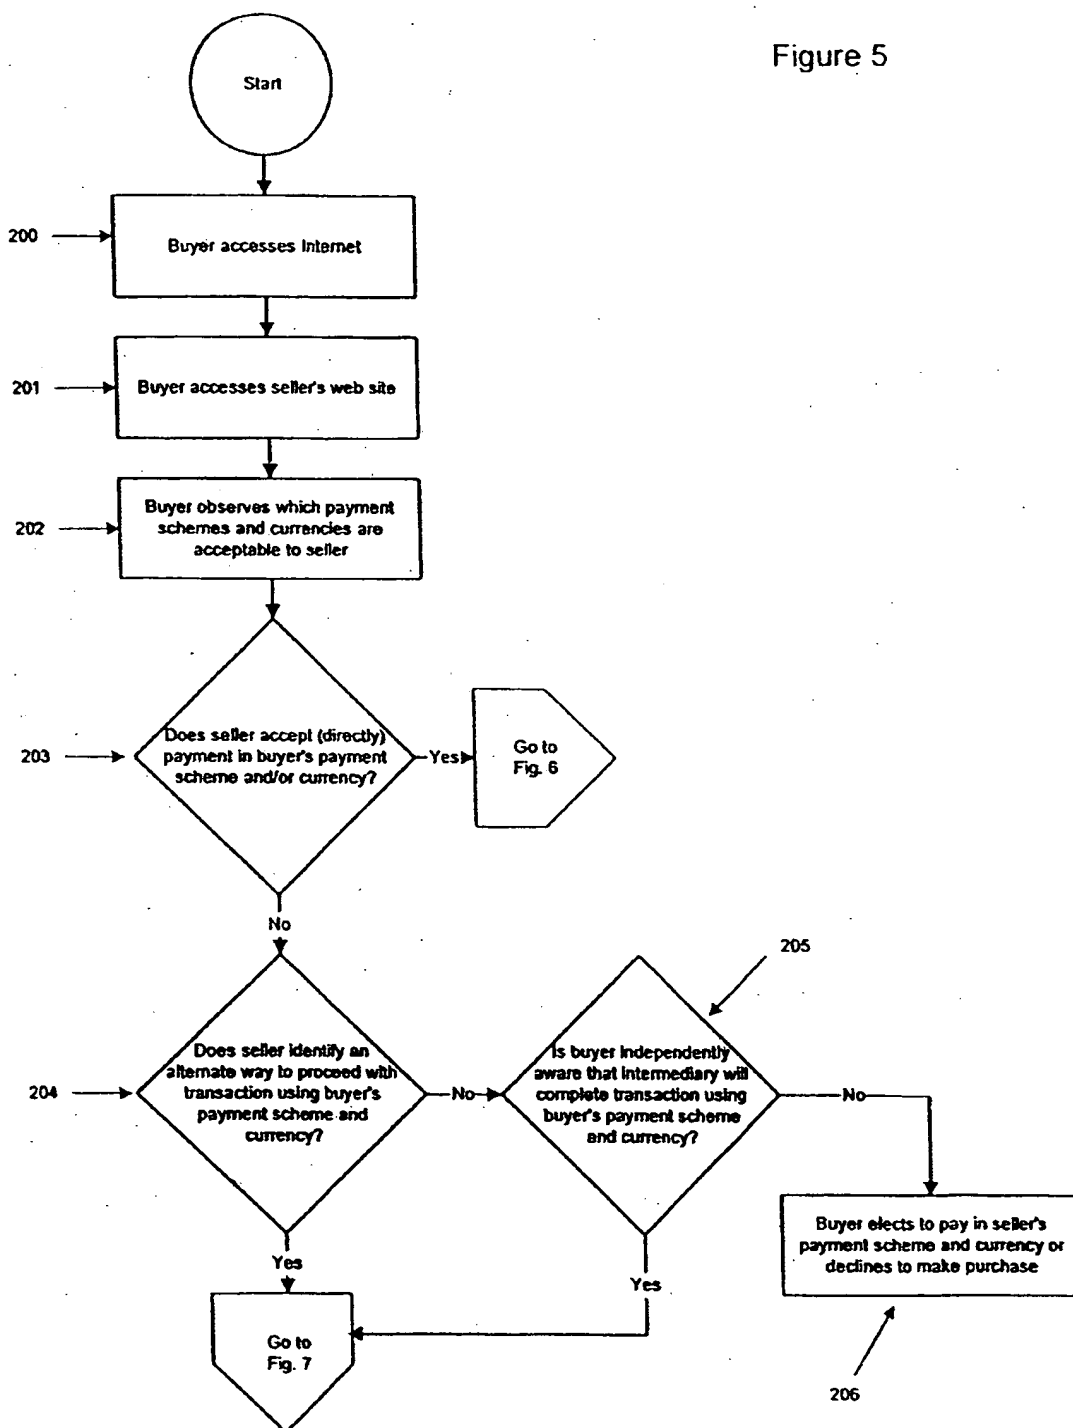 Figure 5
Start
200
Buyer accesses Internet
201
Buyer accesses seller's web site
202
Buyer observes which payment
schemes and currencies are
acceptable to seller
203
Does seller accept (directly)
payment in buyer's payment
scheme and/or currency?
Yes
Go to
Fig. 6
No
204
Does seller identify an
alternate way to proceed with
transaction using buyer's
payment scheme and
currency?
No
205
Is buyer independently
aware that intermediary will
complete transaction using
buyer's payment scheme
and currency?
No
Buyer elects to pay in seller's
payment scheme and currency or
declines to make purchase
206
Yes
Yes
Go to
Fig. 7